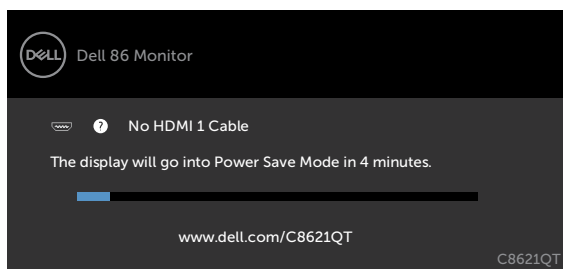 DELL
Dell 86 Monitor
? No HDMI 1 Cable
The display will go into Power Save Mode in 4 minutes.
www.dell.com/C8621QT
C8621QT